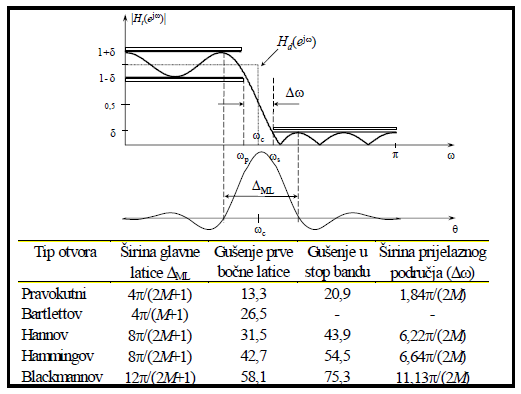 |Hₜ(e^jω)|
H_d(e^jω)
1+δ
1-δ
0,5
δ
Δω
ω_c
ω_p
ω_s
π
ω
Δ_ML
ω_c
θ
Tip otvora Širina glavne latice Δ_ML Gušenje prve bočne latice Gušenje u stop bandu Širina prijelaznog područja (Δω)
Pravokutni 4π/(2M+1) 13,3 20,9 1,84π/(2M)
Bartlettov 4π/(M+1) 26,5 - -
Hannov 8π/(2M+1) 31,5 43,9 6,22π/(2M)
Hammingov 8π/(2M+1) 42,7 54,5 6,64π/(2M)
Blackmannov 12π/(2M+1) 58,1 75,3 11,13π/(2M)